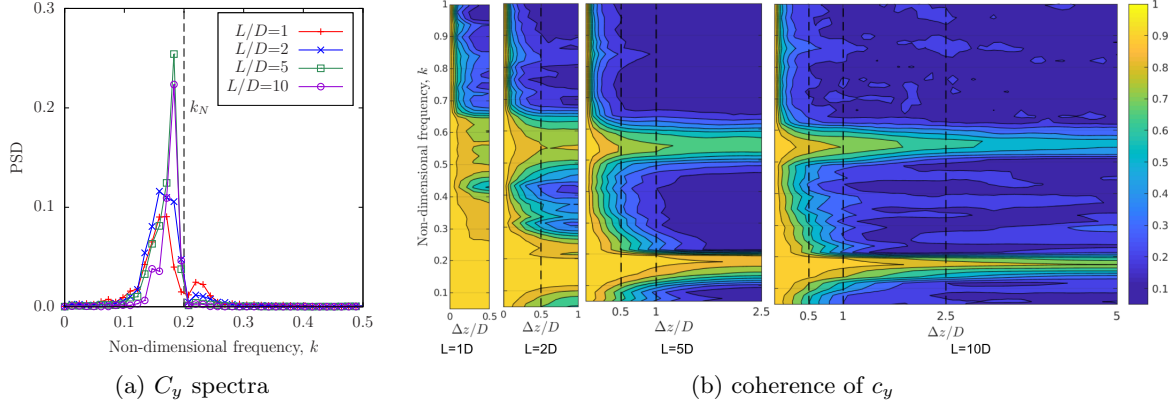 L/D=1
L/D=2
L/D=5
L/D=10
k_N
0.3
0.2
0.1
0.0
PSD
0 0.1 0.2 0.3 0.4 0.5
Non-dimensional frequency, k
(a) C_y spectra
1
0.9
0.8
0.7
0.6
0.5
0.4
0.3
0.2
0.1
Non-dimensional frequency, k
0 0.5
Δz/D
L=1D
Non-dimensional frequency, k
0 0.5 1
Δz/D
L=2D
0.5 1 2.5
Δz/D
L=5D
0.5 1 2.5 5
Δz/D
L=10D
1
0.9
0.8
0.7
0.6
0.5
0.4
0.3
0.2
0.1
(b) coherence of c_y